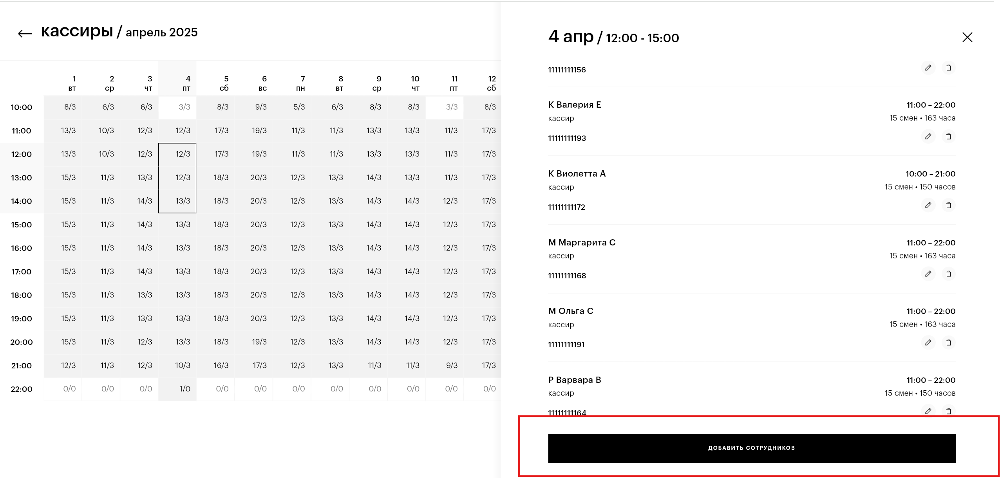 кассиры / апрель 2025
1 2 3 4 5 6 7 8 9 10 11 12
вт ср чт пт сб вс пн вт ср чт пт сб
10:00 8/3 6/3 6/3 3/3 8/3 9/3 5/3 6/3 8/3 8/3 3/3 8/3
11:00 13/3 10/3 12/3 12/3 17/3 19/3 11/3 11/3 13/3 13/3 11/3 17/3
12:00 13/3 10/3 12/3 12/3 17/3 19/3 11/3 11/3 13/3 13/3 11/3 17/3
13:00 15/3 11/3 13/3 12/3 18/3 20/3 12/3 13/3 14/3 13/3 11/3 17/3
14:00 15/3 11/3 14/3 13/3 18/3 20/3 12/3 13/3 14/3 14/3 12/3 17/3
15:00 15/3 11/3 14/3 13/3 18/3 20/3 12/3 13/3 14/3 14/3 12/3 17/3
16:00 15/3 11/3 14/3 13/3 18/3 20/3 12/3 13/3 14/3 14/3 12/3 17/3
17:00 15/3 11/3 14/3 13/3 18/3 20/3 12/3 13/3 14/3 14/3 12/3 17/3
18:00 15/3 11/3 13/3 13/3 18/3 20/3 12/3 13/3 14/3 14/3 12/3 17/3
19:00 15/3 11/3 13/3 13/3 18/3 20/3 12/3 13/3 14/3 14/3 12/3 17/3
20:00 15/3 11/3 12/3 13/3 18/3 19/3 12/3 13/3 14/3 14/3 12/3 17/3
21:00 12/3 11/3 12/3 10/3 16/3 17/3 12/3 13/3 11/3 11/3 9/3 17/3
22:00 0/0 0/0 0/0 1/0 0/0 0/0 0/0 0/0 0/0 0/0 0/0 0/0
4 апр / 12:00 - 15:00
11111111156
К Валерия Е 11:00 – 22:00
кассир 15 смен • 163 часа
11111111193
К Виолетта А 10:00 – 21:00
кассир 15 смен • 150 часов
11111111172
М Маргарита С 11:00 – 22:00
кассир 15 смен • 163 часа
11111111168
М Ольга С 11:00 – 22:00
кассир 15 смен • 163 часа
11111111191
Р Варвара В 11:00 – 22:00
кассир 15 смен • 150 часов
11111111164
ДОБАВИТЬ СОТРУДНИКОВ